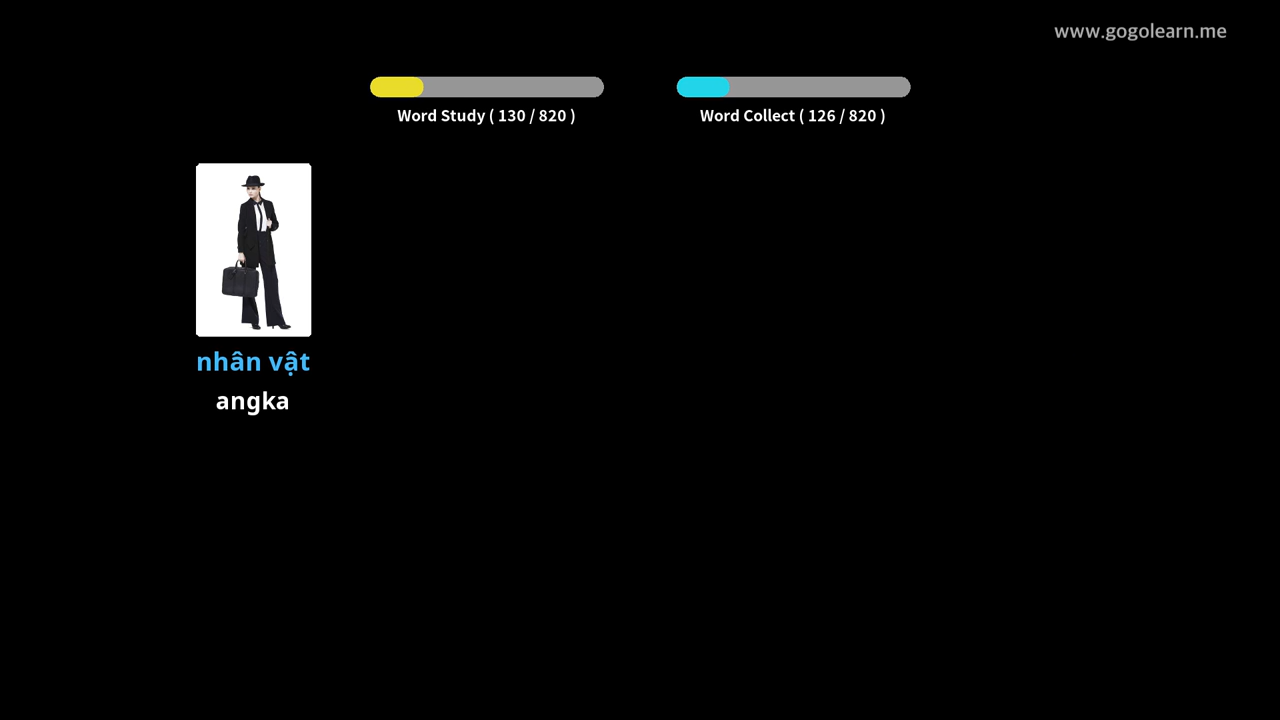 www.gogolearn.me
Word Study ( 130 / 820 )
Word Collect ( 126 / 820 )
nhân vật
angka